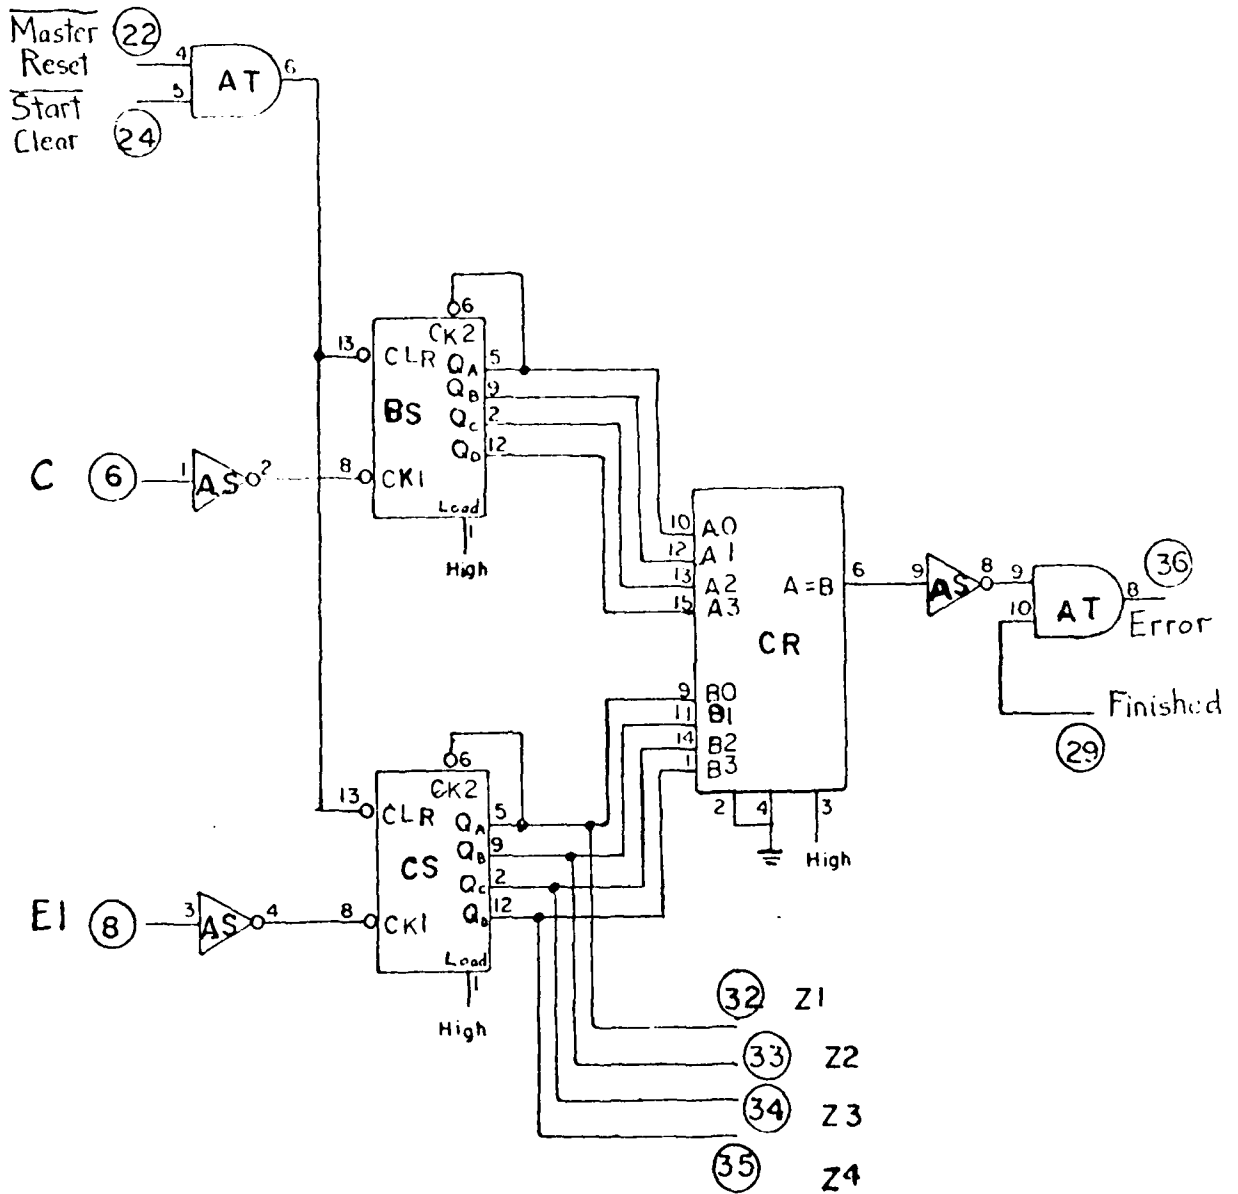 Master 22
Reset
4
AT
6
5
Start
Clear 24
6
CK2
13 CLR
QA 5
QB 9
BS
QC 2
QD 12
C 6
1 AS 2
8 CK1
Load
1
High
10 A0
12 A1
13 A2
15 A3
A=B 6
CR
9 AS 8
9
10
AT
8 36
Error
Finished
29
9 B0
11 B1
14 B2
1 B3
2 4 3
High
6
CK2
13 CLR
QA 5
QB 9
CS
QC 2
QD 12
E1 8
3 AS 4
8 CK1
Load
1
High
32 Z1
33 Z2
34 Z3
35 Z4